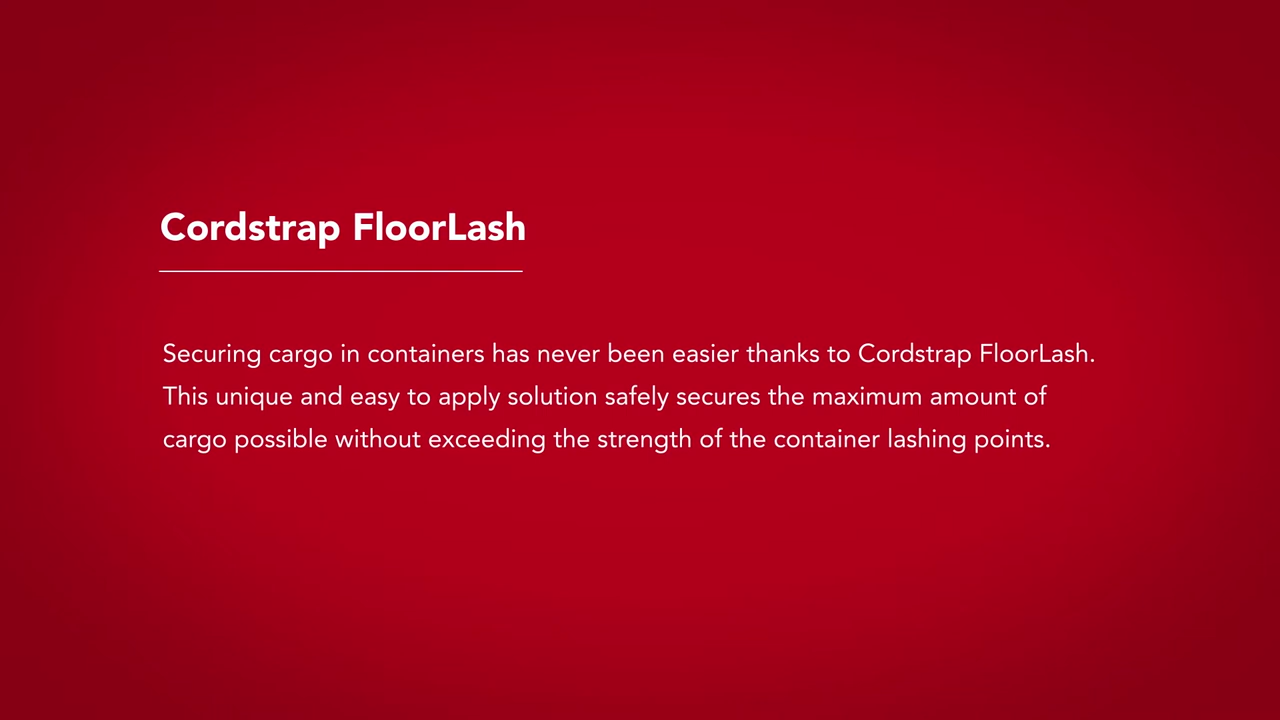 Cordstrap FloorLash
Securing cargo in containers has never been easier thanks to Cordstrap FloorLash.
This unique and easy to apply solution safely secures the maximum amount of
cargo possible without exceeding the strength of the container lashing points.